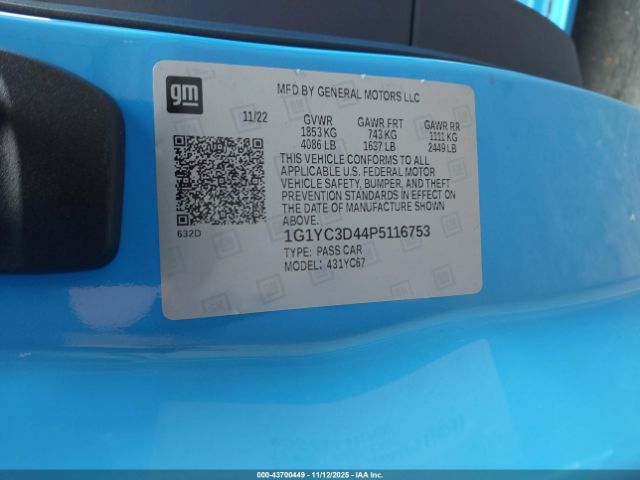 gm
MFD BY GENERAL MOTORS LLC
11/22 GVWR GAWR FRT GAWR RR
1853 KG 743 KG 1111 KG
4086 LB 1637 LB 2449 LB
THIS VEHICLE CONFORMS TO ALL
APPLICABLE U.S. FEDERAL MOTOR
VEHICLE SAFETY, BUMPER, AND THEFT
PREVENTION STANDARDS IN EFFECT ON
THE DATE OF MANUFACTURE SHOWN
ABOVE.
632D
1G1YC3D44P5116753
TYPE: PASS CAR
MODEL: 431YC67
000-43700449 - 11/12/2025 - IAA Inc.